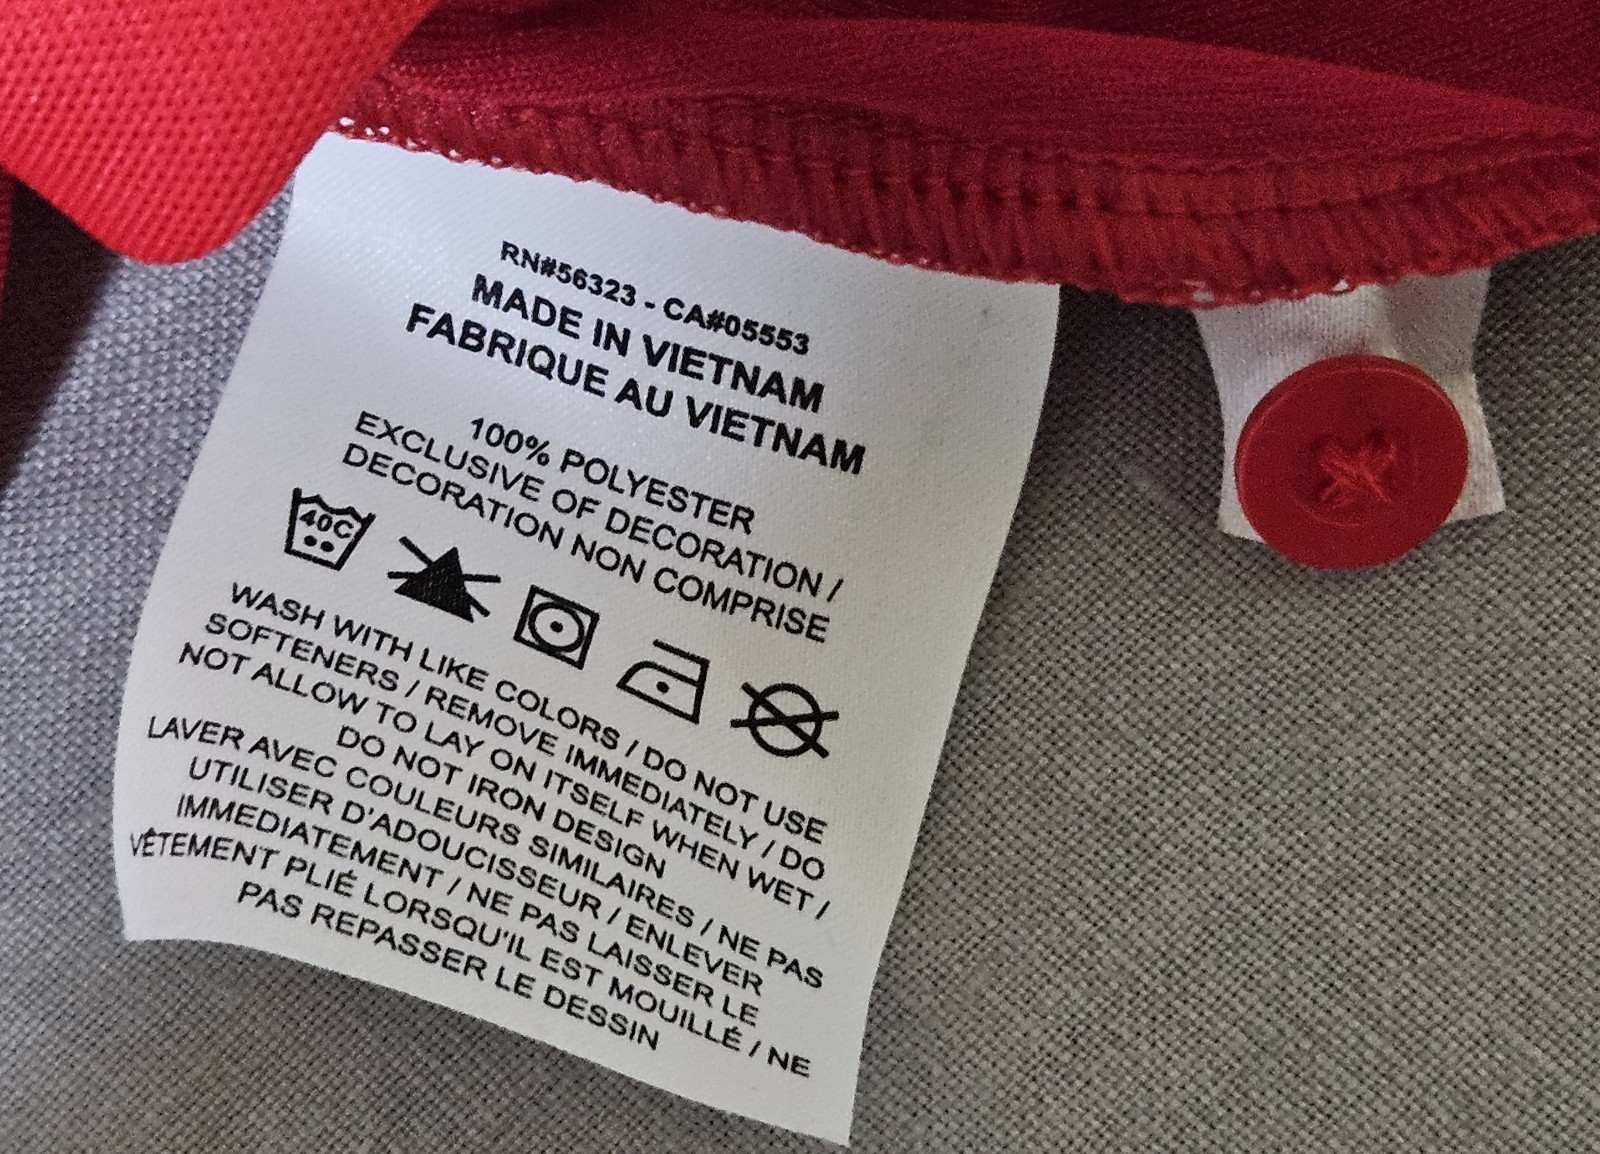 RN#56323 - CA#05553
MADE IN VIETNAM
FABRIQUE AU VIETNAM
100% POLYESTER
EXCLUSIVE OF DECORATION /
DECORATION NON COMPRISE
40C
WASH WITH LIKE COLORS / DO NOT USE
SOFTENERS / REMOVE IMMEDIATELY / DO
NOT ALLOW TO LAY ON ITSELF WHEN WET /
DO NOT IRON DESIGN
LAVER AVEC COULEURS SIMILAIRES / NE PAS
UTILISER D'ADOUCISSEUR / ENLEVER
IMMEDIATEMENT / NE PAS LAISSER LE
VÊTEMENT PLIÉ LORSQU'IL EST MOUILLÉ / NE
PAS REPASSER LE DESSIN